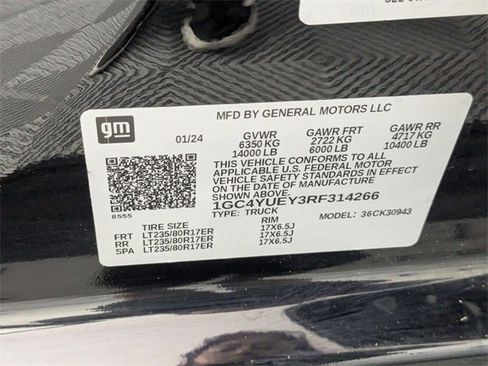 gm
MFD BY GENERAL MOTORS LLC
01/24 GVWR GAWR FRT GAWR RR
6350 KG 2722 KG 4717 KG
14000 LB 6000 LB 10400 LB
THIS VEHICLE CONFORMS TO ALL
APPLICABLE U.S. FEDERAL MOTOR
VEHICLE SAFETY STANDARDS IN EFFECT
ON THE DATE OF MANUFACTURE
SHOWN ABOVE.
1GC4YUEY3RF314266
TYPE: TRUCK MODEL: 36CK30943
B555
TIRE SIZE RIM
FRT LT235/80R17ER 17X6.5J
RR LT235/80R17ER 17X6.5J
SPA LT235/80R17ER 17X6.5J